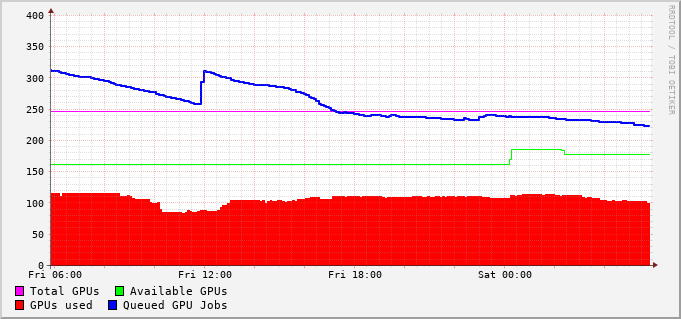 400
350
300
250
200
150
100
50
0
Fri 06:00 Fri 12:00 Fri 18:00 Sat 00:00
Total GPUs Available GPUs
GPUs used Queued GPU Jobs
RRDTOOL / TOBI OETIKER